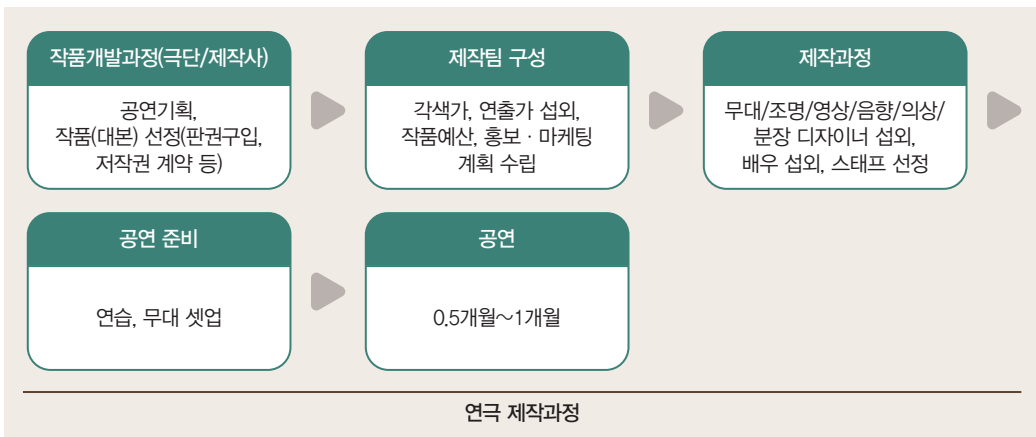 작품개발과정(극단/제작사)
공연기획,
작품(대본) 선정(판권구입,
저작권 계약 등)
제작팀 구성
각색가, 연출가 섭외,
작품예산, 홍보·마케팅
계획 수립
제작과정
무대/조명/영상/음향/의상/
분장 디자이너 섭외,
배우 섭외, 스태프 선정
공연 준비
연습, 무대 셋업
공연
0.5개월~1개월
연극 제작과정